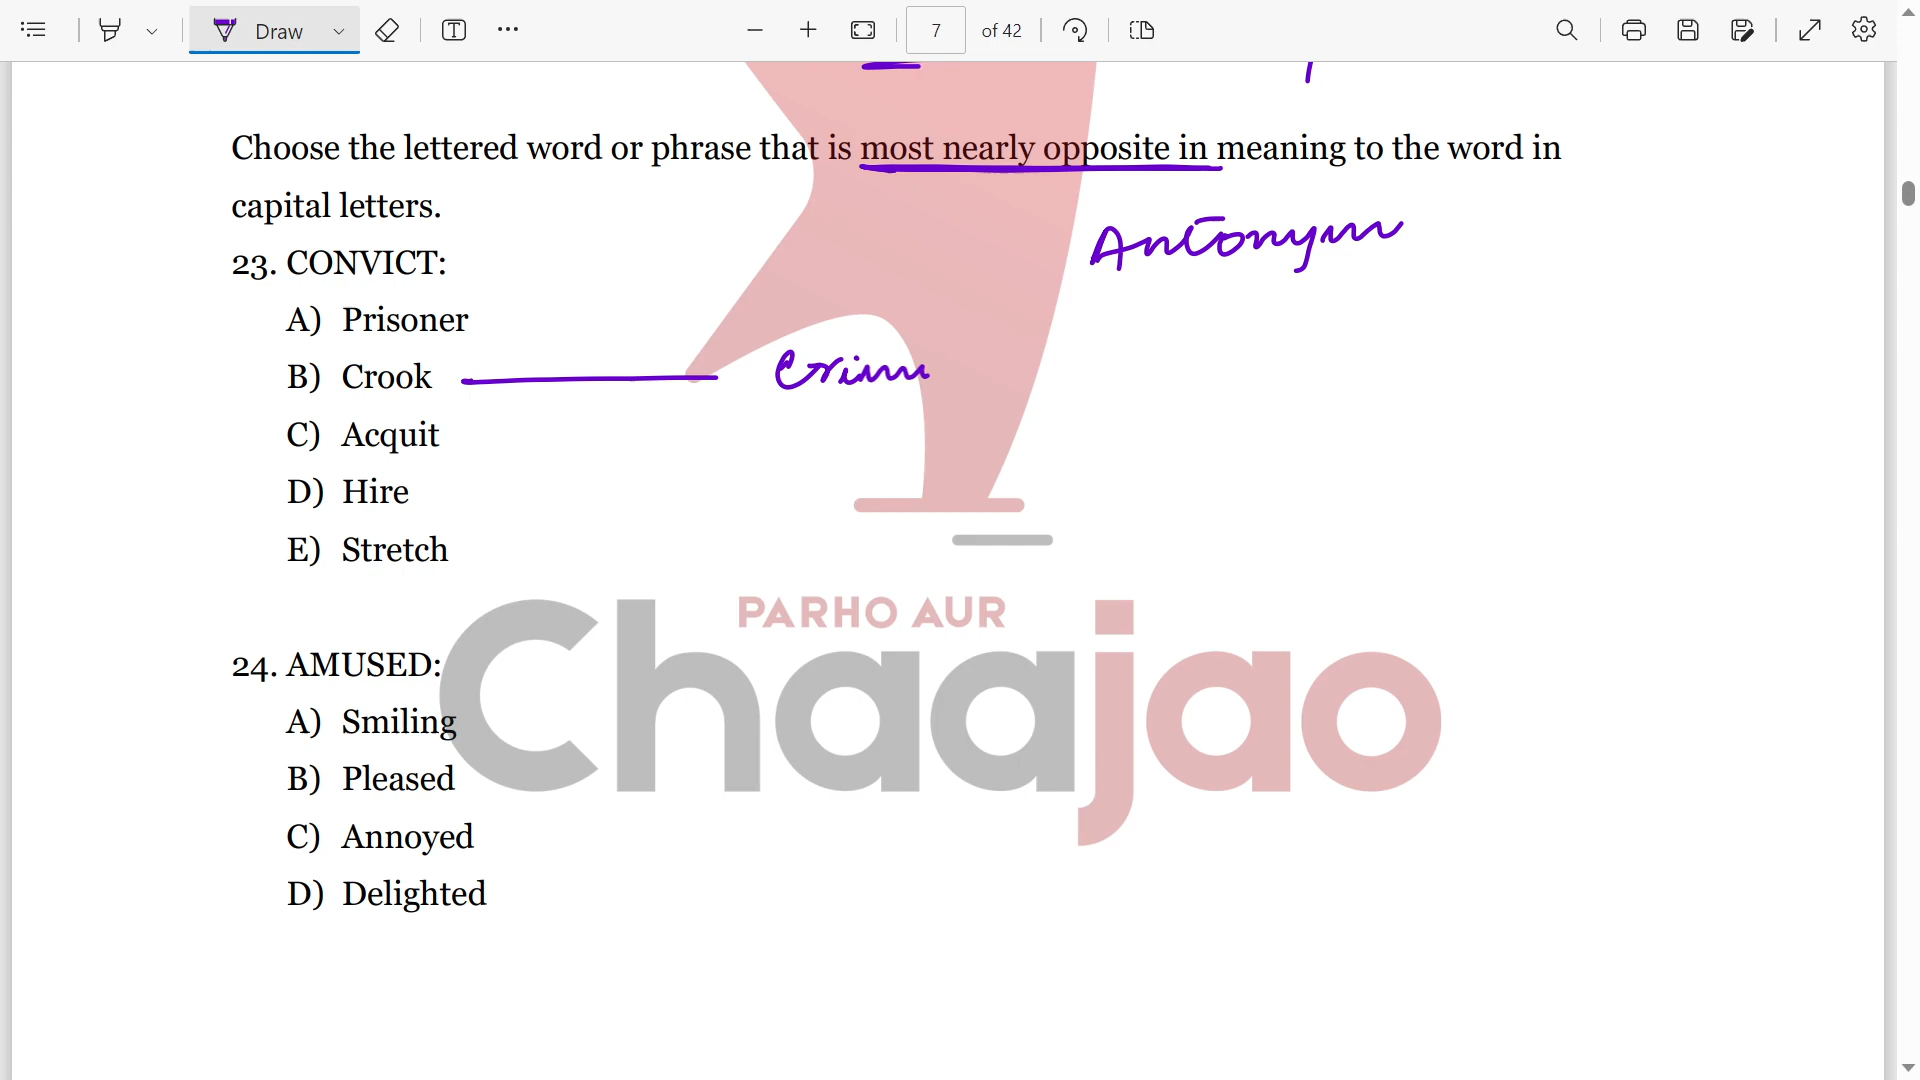 Draw
7 of 42
Choose the lettered word or phrase that is most nearly opposite in meaning to the word in
capital letters.
Antonym
23. CONVICT:
A) Prisoner
B) Crook
C) Acquit
D) Hire
E) Stretch
PARHO AUR
Chaajao
24. AMUSED:
A) Smiling
B) Pleased
C) Annoyed
D) Delighted